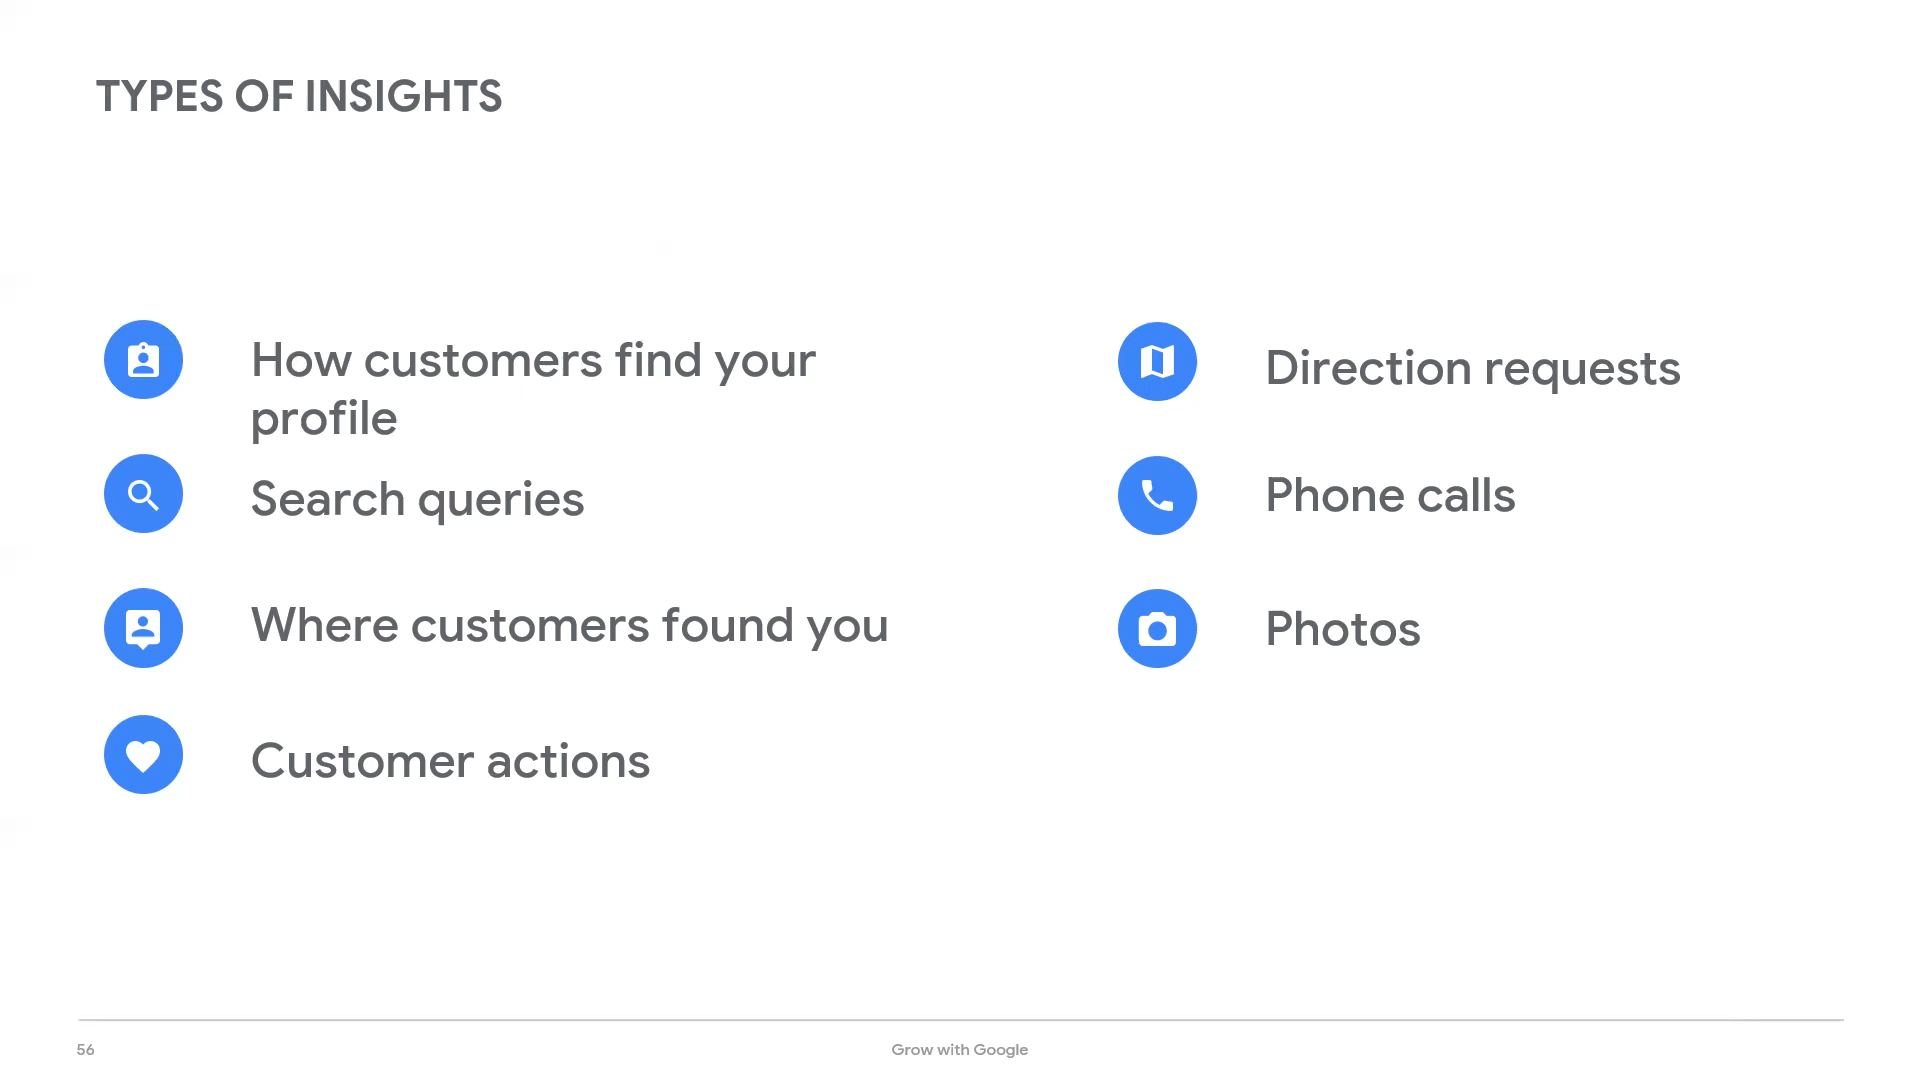 TYPES OF INSIGHTS
How customers find your
profile
Search queries
Where customers found you
Customer actions
Direction requests
Phone calls
Photos
56
Grow with Google